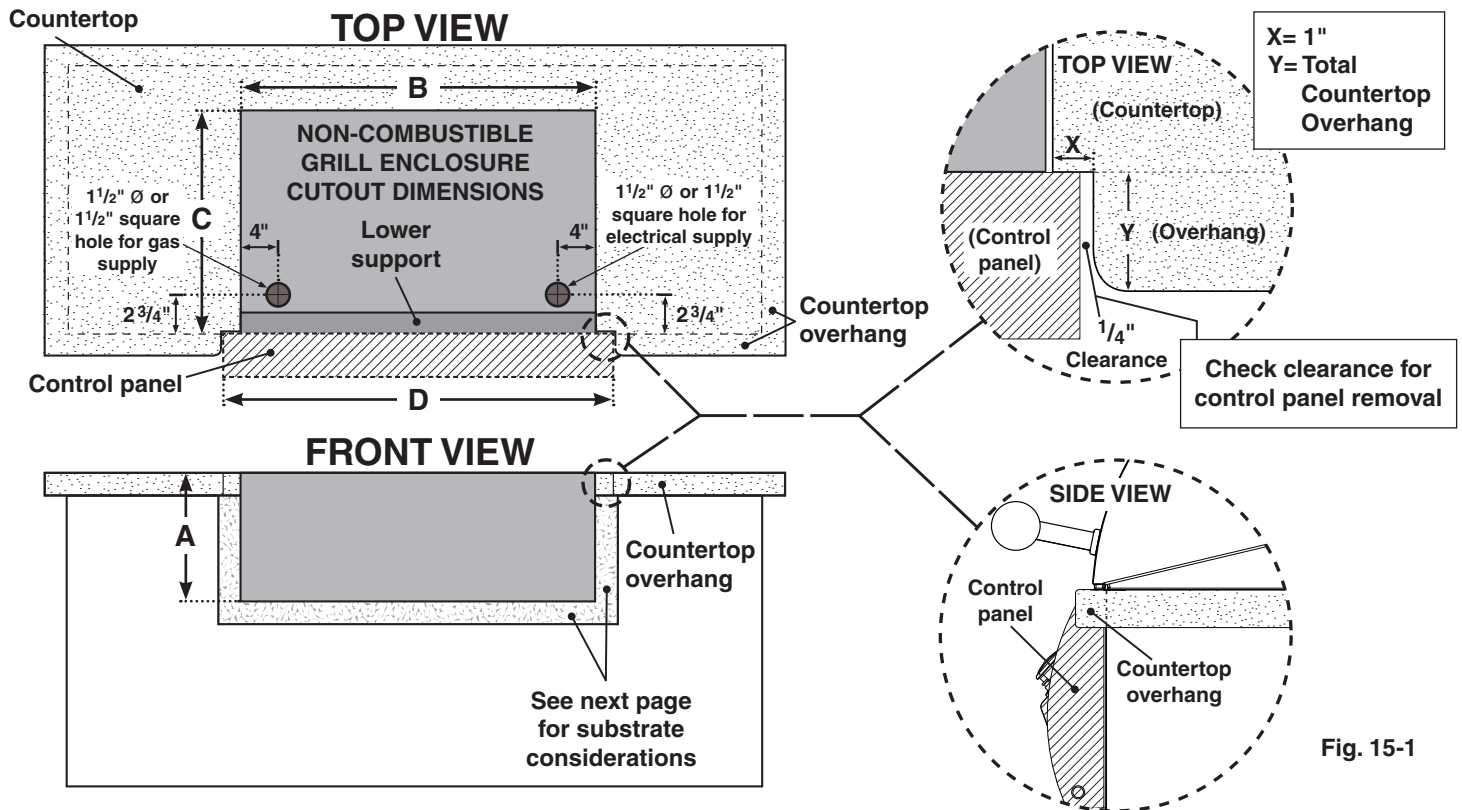 Countertop
TOP VIEW
B
NON-COMBUSTIBLE
GRILL ENCLOSURE
CUTOUT DIMENSIONS
1 1/2" Ø or
1 1/2" square
hole for gas
supply
C
4"
Lower
support
4"
1 1/2" Ø or 1 1/2"
square hole for
electrical supply
2 3/4"
2 3/4"
Countertop
overhang
Control panel
D
FRONT VIEW
A
Countertop
overhang
See next page
for substrate
considerations
TOP VIEW
(Countertop)
X
(Control
panel)
Y
(Overhang)
1/4"
Clearance
X= 1"
Y= Total
Countertop
Overhang
Check clearance for
control panel removal
SIDE VIEW
Control
panel
Countertop
overhang
Fig. 15-1